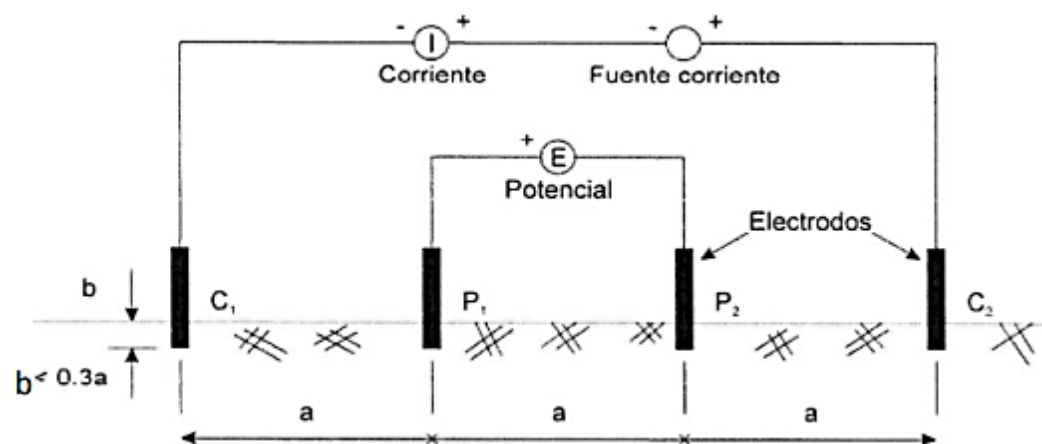 - I + - +
Corriente Fuente corriente
+ E
Potencial
Electrodos
b C₁ P₁ P₂ C₂
b < 0.3a
a a a